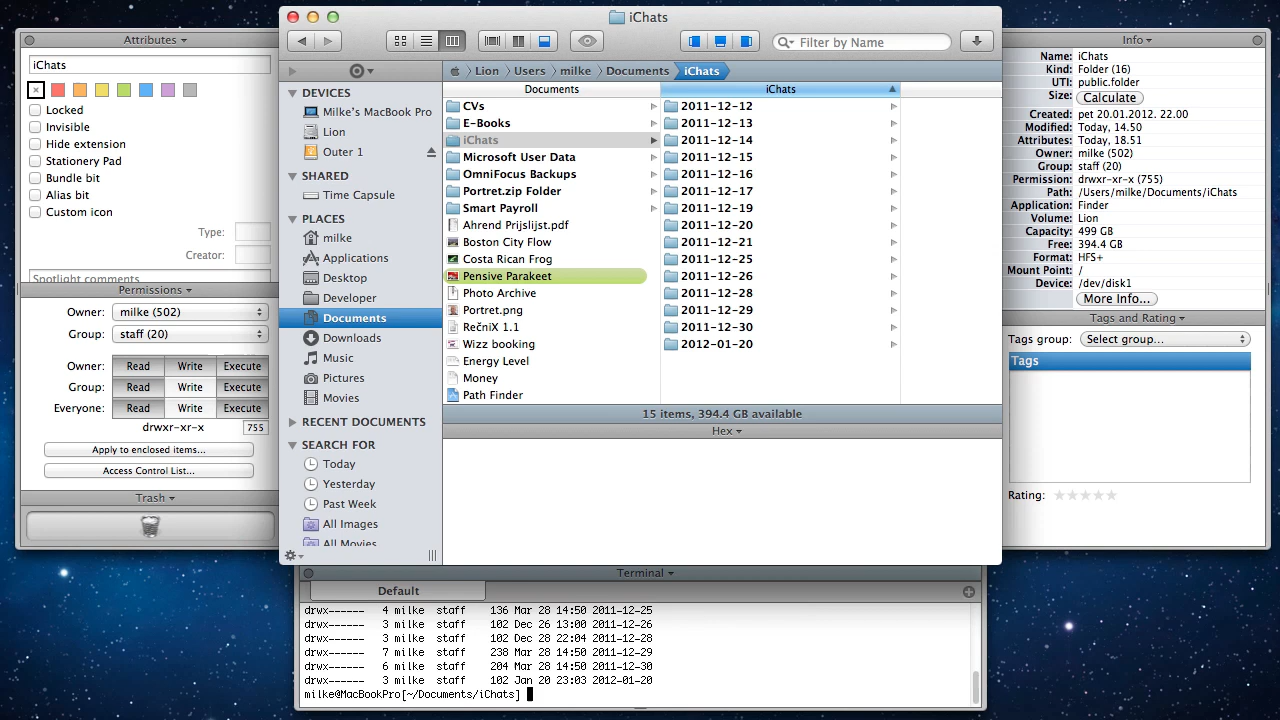 iChats
Filter by Name
Lion
Users
milke
Documents
iChats
Attributes
iChats
Locked
Invisible
Hide extension
Stationery Pad
Bundle bit
Alias bit
Custom icon
Type:
Creator:
Spotlight comments
Permissions
Owner: milke (502)
Group: staff (20)
Owner: Read Write Execute
Group: Read Write Execute
Everyone: Read Write Execute
drwxr-xr-x 755
Apply to enclosed items...
Access Control List...
Trash
DEVICES
Milke's MacBook Pro
Lion
Outer 1
SHARED
Time Capsule
PLACES
milke
Applications
Desktop
Developer
Documents
Downloads
Music
Pictures
Movies
RECENT DOCUMENTS
SEARCH FOR
Today
Yesterday
Past Week
All Images
All Movies
Documents
CVs
E-Books
iChats
Microsoft User Data
OmniFocus Backups
Portret.zip Folder
Smart Payroll
Ahrend Prijslijst.pdf
Boston City Flow
Costa Rican Frog
Pensive Parakeet
Photo Archive
Portret.png
RečniX 1.1
Wizz booking
Energy Level
Money
Path Finder
iChats
2011-12-12
2011-12-13
2011-12-14
2011-12-15
2011-12-16
2011-12-17
2011-12-19
2011-12-20
2011-12-21
2011-12-25
2011-12-26
2011-12-28
2011-12-29
2011-12-30
2012-01-20
15 items, 394.4 GB available
Hex
Info
Name: iChats
Kind: Folder (16)
UTI: public.folder
Size: Calculate
Created: pet 20.01.2012. 22.00
Modified: Today, 14.50
Attributes: Today, 18.51
Owner: milke (502)
Group: staff (20)
Permission: drwxr-xr-x (755)
Path: /Users/milke/Documents/iChats
Application: Finder
Volume: Lion
Capacity: 499 GB
Free: 394.4 GB
Format: HFS+
Mount Point: /
Device: /dev/disk1
More Info...
Tags and Rating
Tags group: Select group...
Tags
Rating:
Terminal
Default
drwx------ 4 milke staff 136 Mar 28 14:50 2011-12-25
drwx------ 3 milke staff 102 Dec 26 13:00 2011-12-26
drwx------ 3 milke staff 102 Dec 28 22:04 2011-12-28
drwx------ 7 milke staff 238 Mar 28 14:50 2011-12-29
drwx------ 6 milke staff 204 Mar 28 14:50 2011-12-30
drwx------ 3 milke staff 102 Jan 20 23:03 2012-01-20
milke@MacBookPro[~/Documents/iChats]